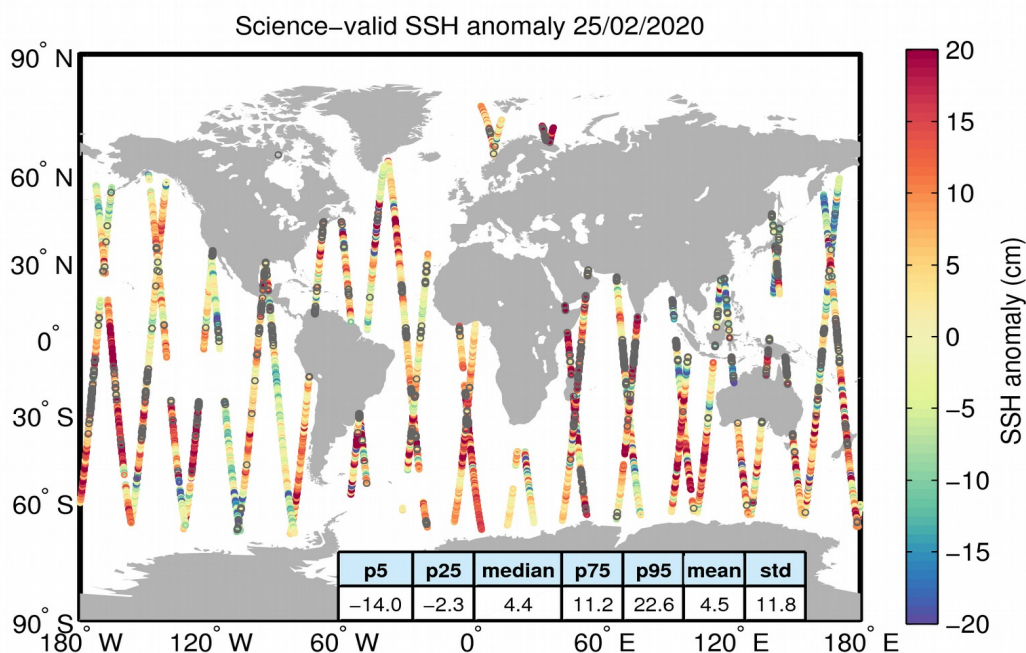 Science−valid SSH anomaly 25/02/2020
90° N
60° N
30° N
0°
30° S
60° S
90° S
180° W
120° W
60° W
0°
60° E
120° E
180° E
p5 p25 median p75 p95 mean std
−14.0 −2.3 4.4 11.2 22.6 4.5 11.8
20
15
10
5
0
−5
−10
−15
−20
SSH anomaly (cm)